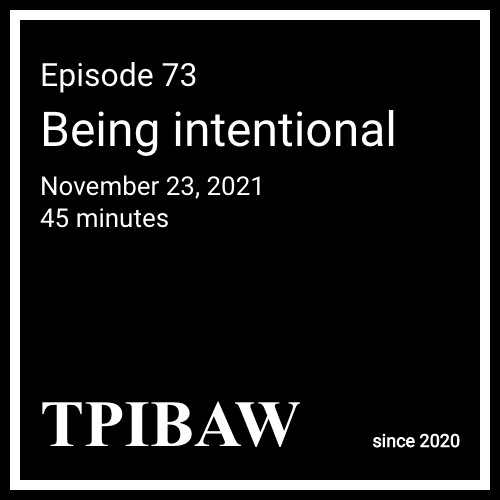 Episode 73
Being intentional
November 23, 2021
45 minutes
TPIBAW
since 2020